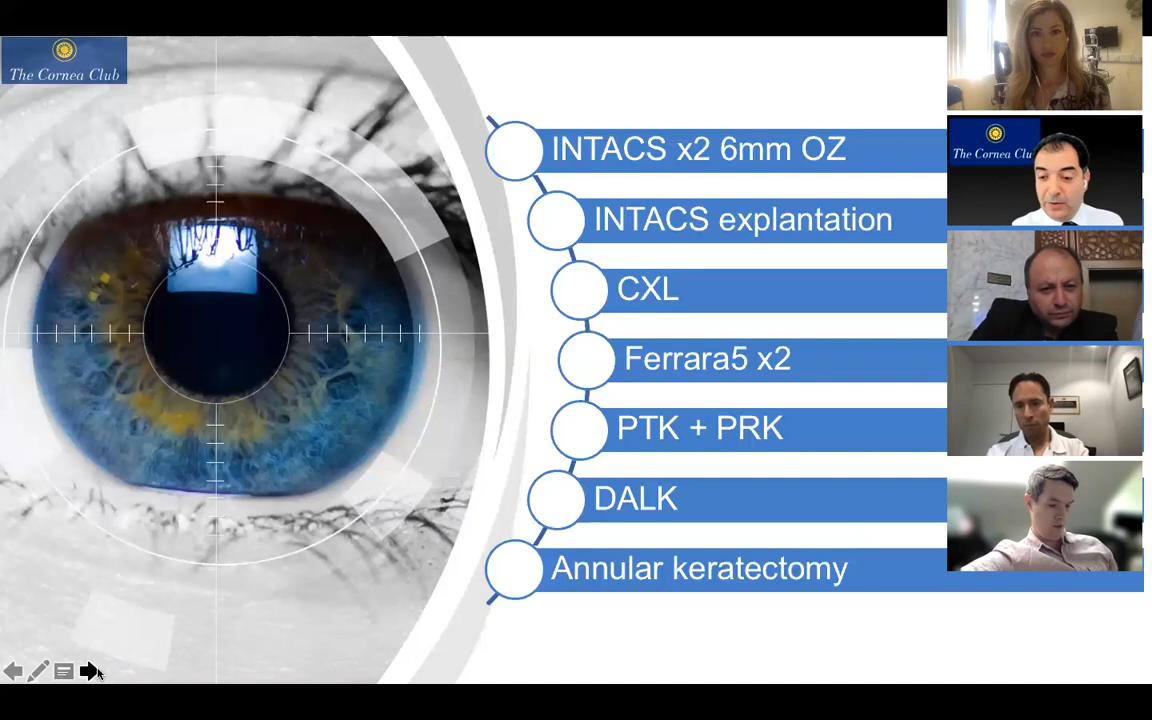 The Cornea Club
INTACS x2 6mm OZ
INTACS explantation
CXL
Ferrara5 x2
PTK + PRK
DALK
Annular keratectomy
The Cornea Clu